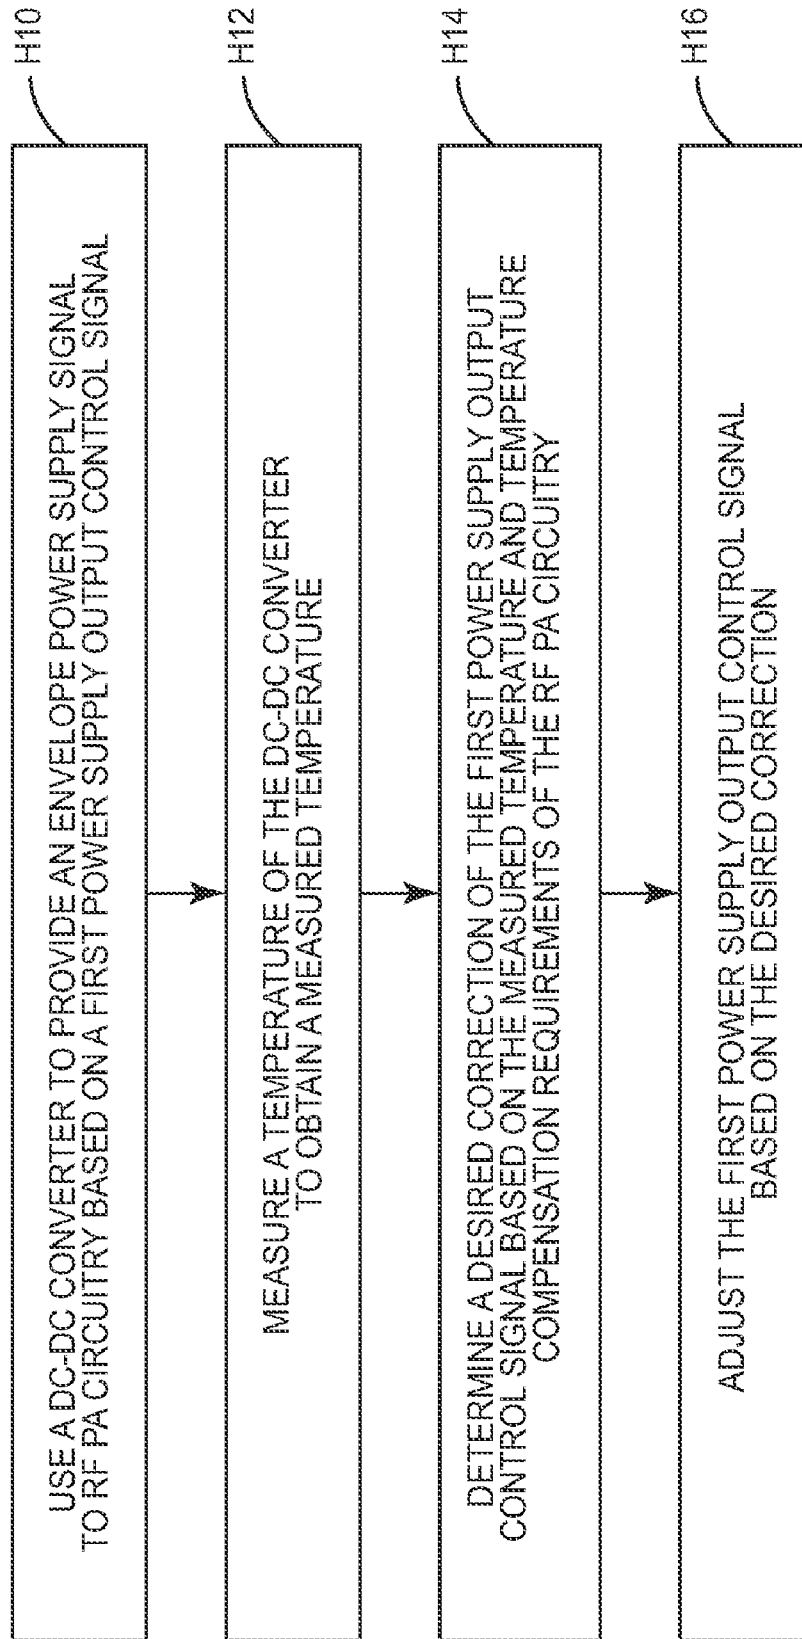 USE A DC-DC CONVERTER TO PROVIDE AN ENVELOPE POWER SUPPLY SIGNAL
TO RF PA CIRCUITRY BASED ON A FIRST POWER SUPPLY OUTPUT CONTROL SIGNAL
H10
MEASURE A TEMPERATURE OF THE DC-DC CONVERTER
TO OBTAIN A MEASURED TEMPERATURE
H12
DETERMINE A DESIRED CORRECTION OF THE FIRST POWER SUPPLY OUTPUT
CONTROL SIGNAL BASED ON THE MEASURED TEMPERATURE AND TEMPERATURE
COMPENSATION REQUIREMENTS OF THE RF PA CIRCUITRY
H14
ADJUST THE FIRST POWER SUPPLY OUTPUT CONTROL SIGNAL
BASED ON THE DESIRED CORRECTION
H16